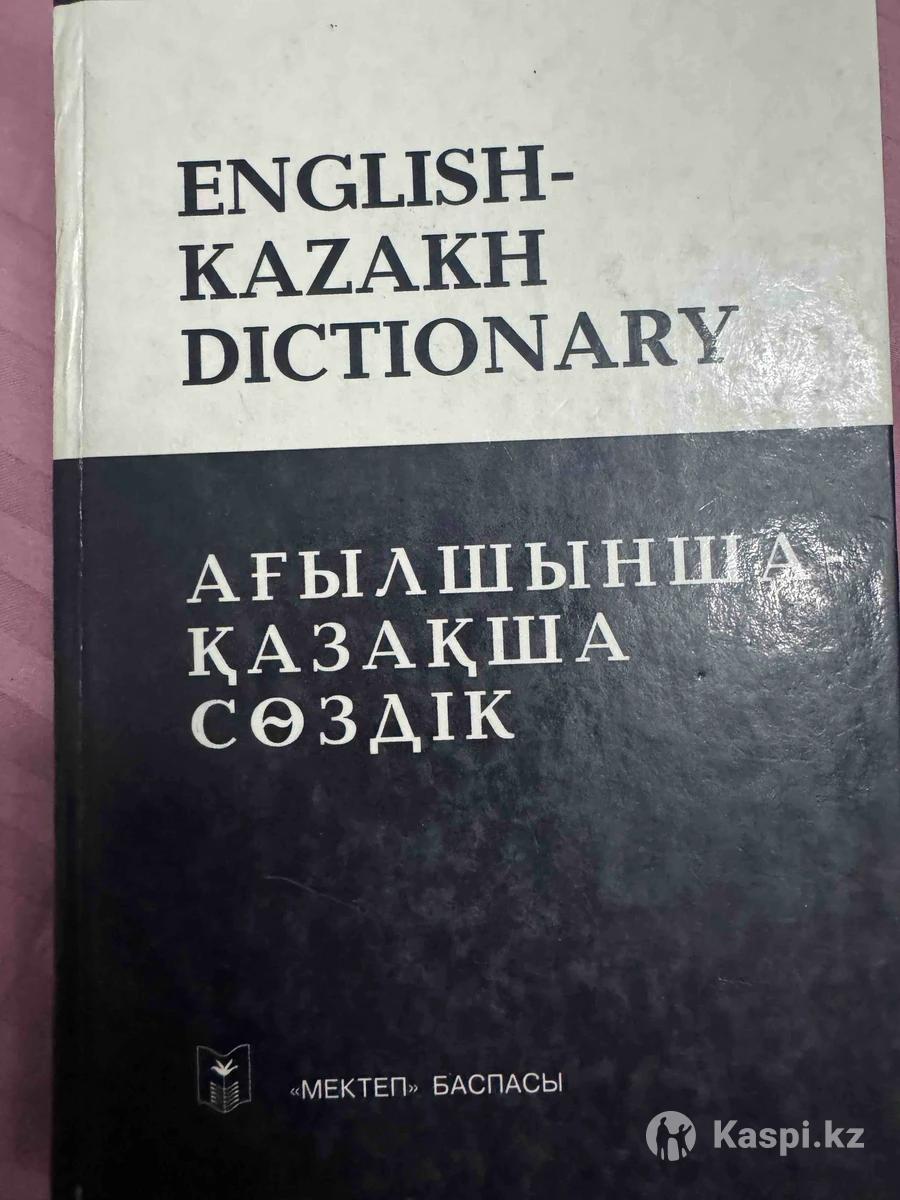 ENGLISH-
KAZAKH
DICTIONARY
АҒЫЛШЫНША-
ҚАЗАҚША
СӨЗДІК
«МЕКТЕП» БАСПАСЫ
Kaspi.kz